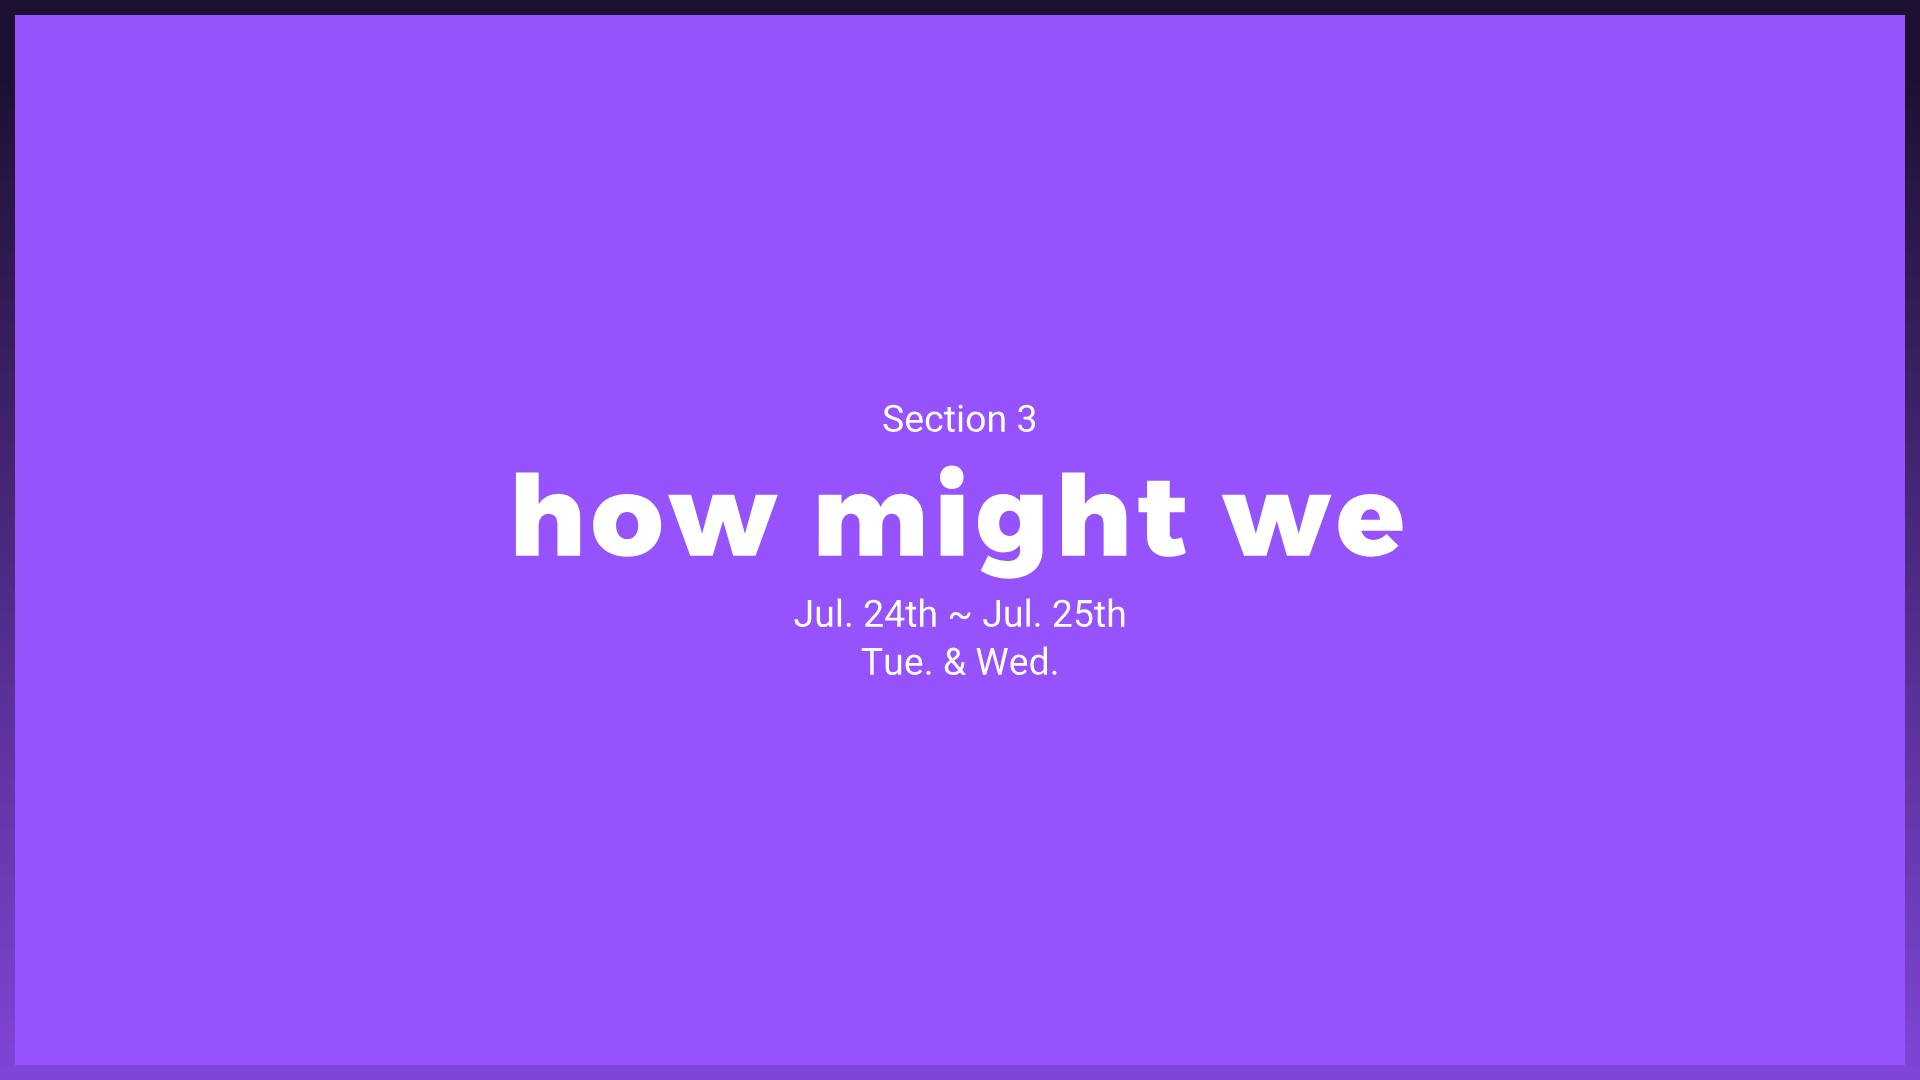 Section 3
how might we
Jul. 24th ~ Jul. 25th
Tue. & Wed.